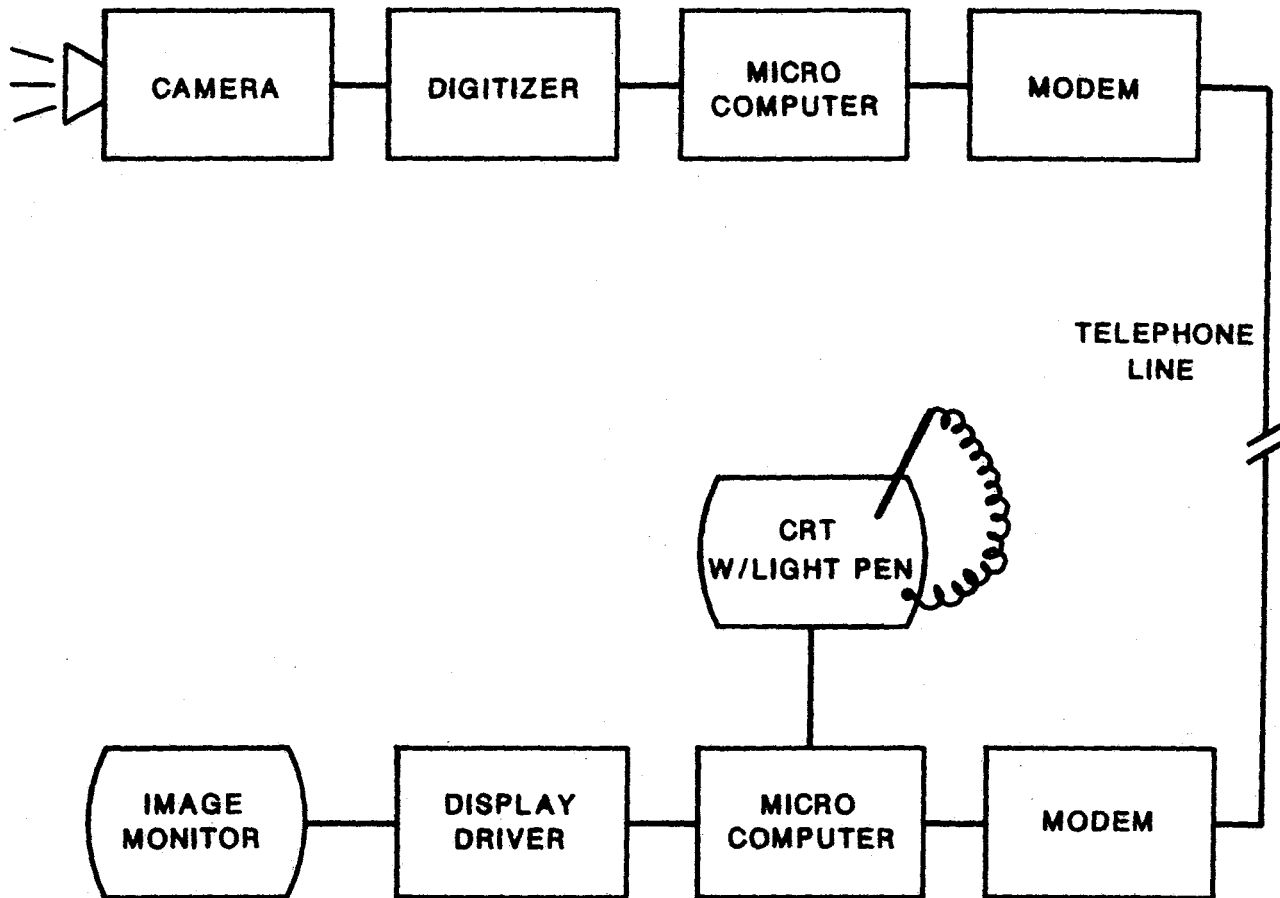 CAMERA
DIGITIZER
MICRO
COMPUTER
MODEM
TELEPHONE
LINE
CRT
W/LIGHT PEN
IMAGE
MONITOR
DISPLAY
DRIVER
MICRO
COMPUTER
MODEM